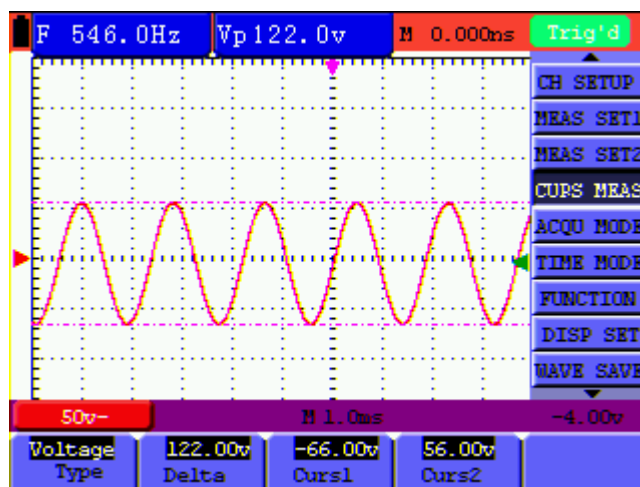 F 546.0Hz Vp 122.0v M 0.000ns Trig'd
CH SETUP
MEAS SET1
MEAS SET2
CURS MEAS
ACQU MODE
TIME MODE
FUNCTION
DISP SET
WAVE SAVE
50v~ M 1.0ms -4.00v
Voltage 122.00v -66.00v 56.00v
Type Delta Curs1 Curs2